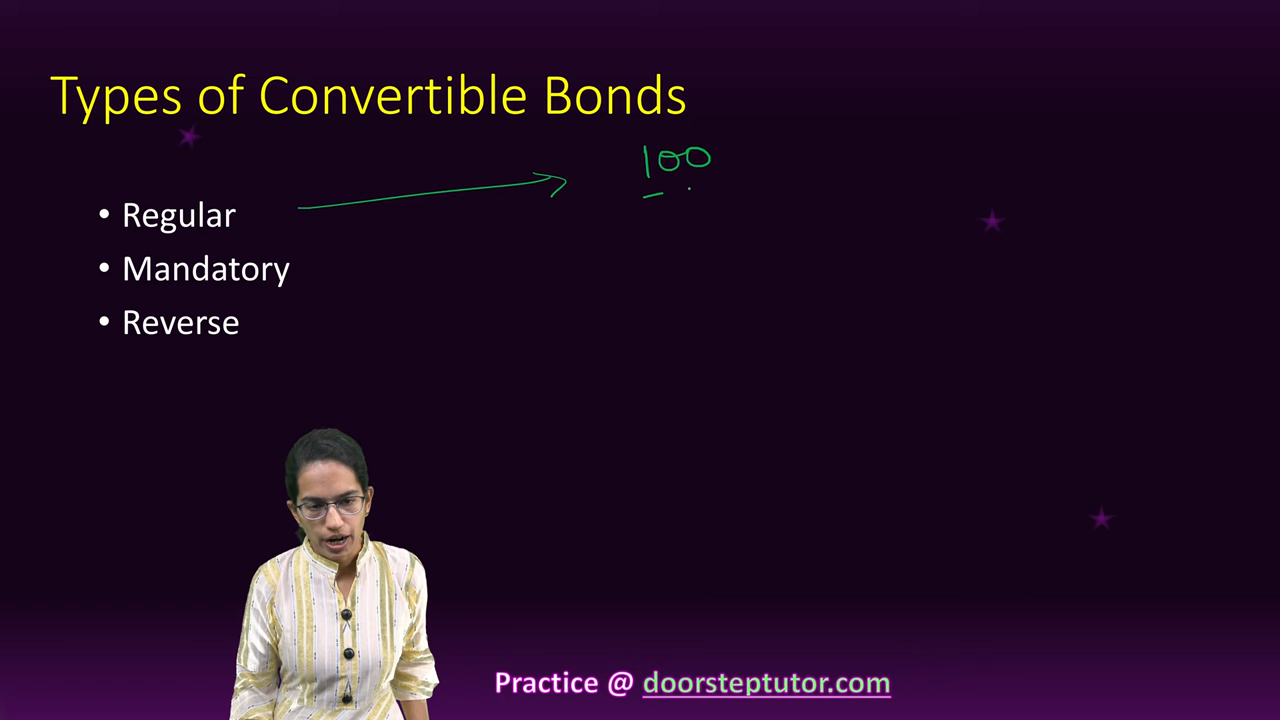 Types of Convertible Bonds
100
• Regular
• Mandatory
• Reverse
Practice @ doorsteptutor.com